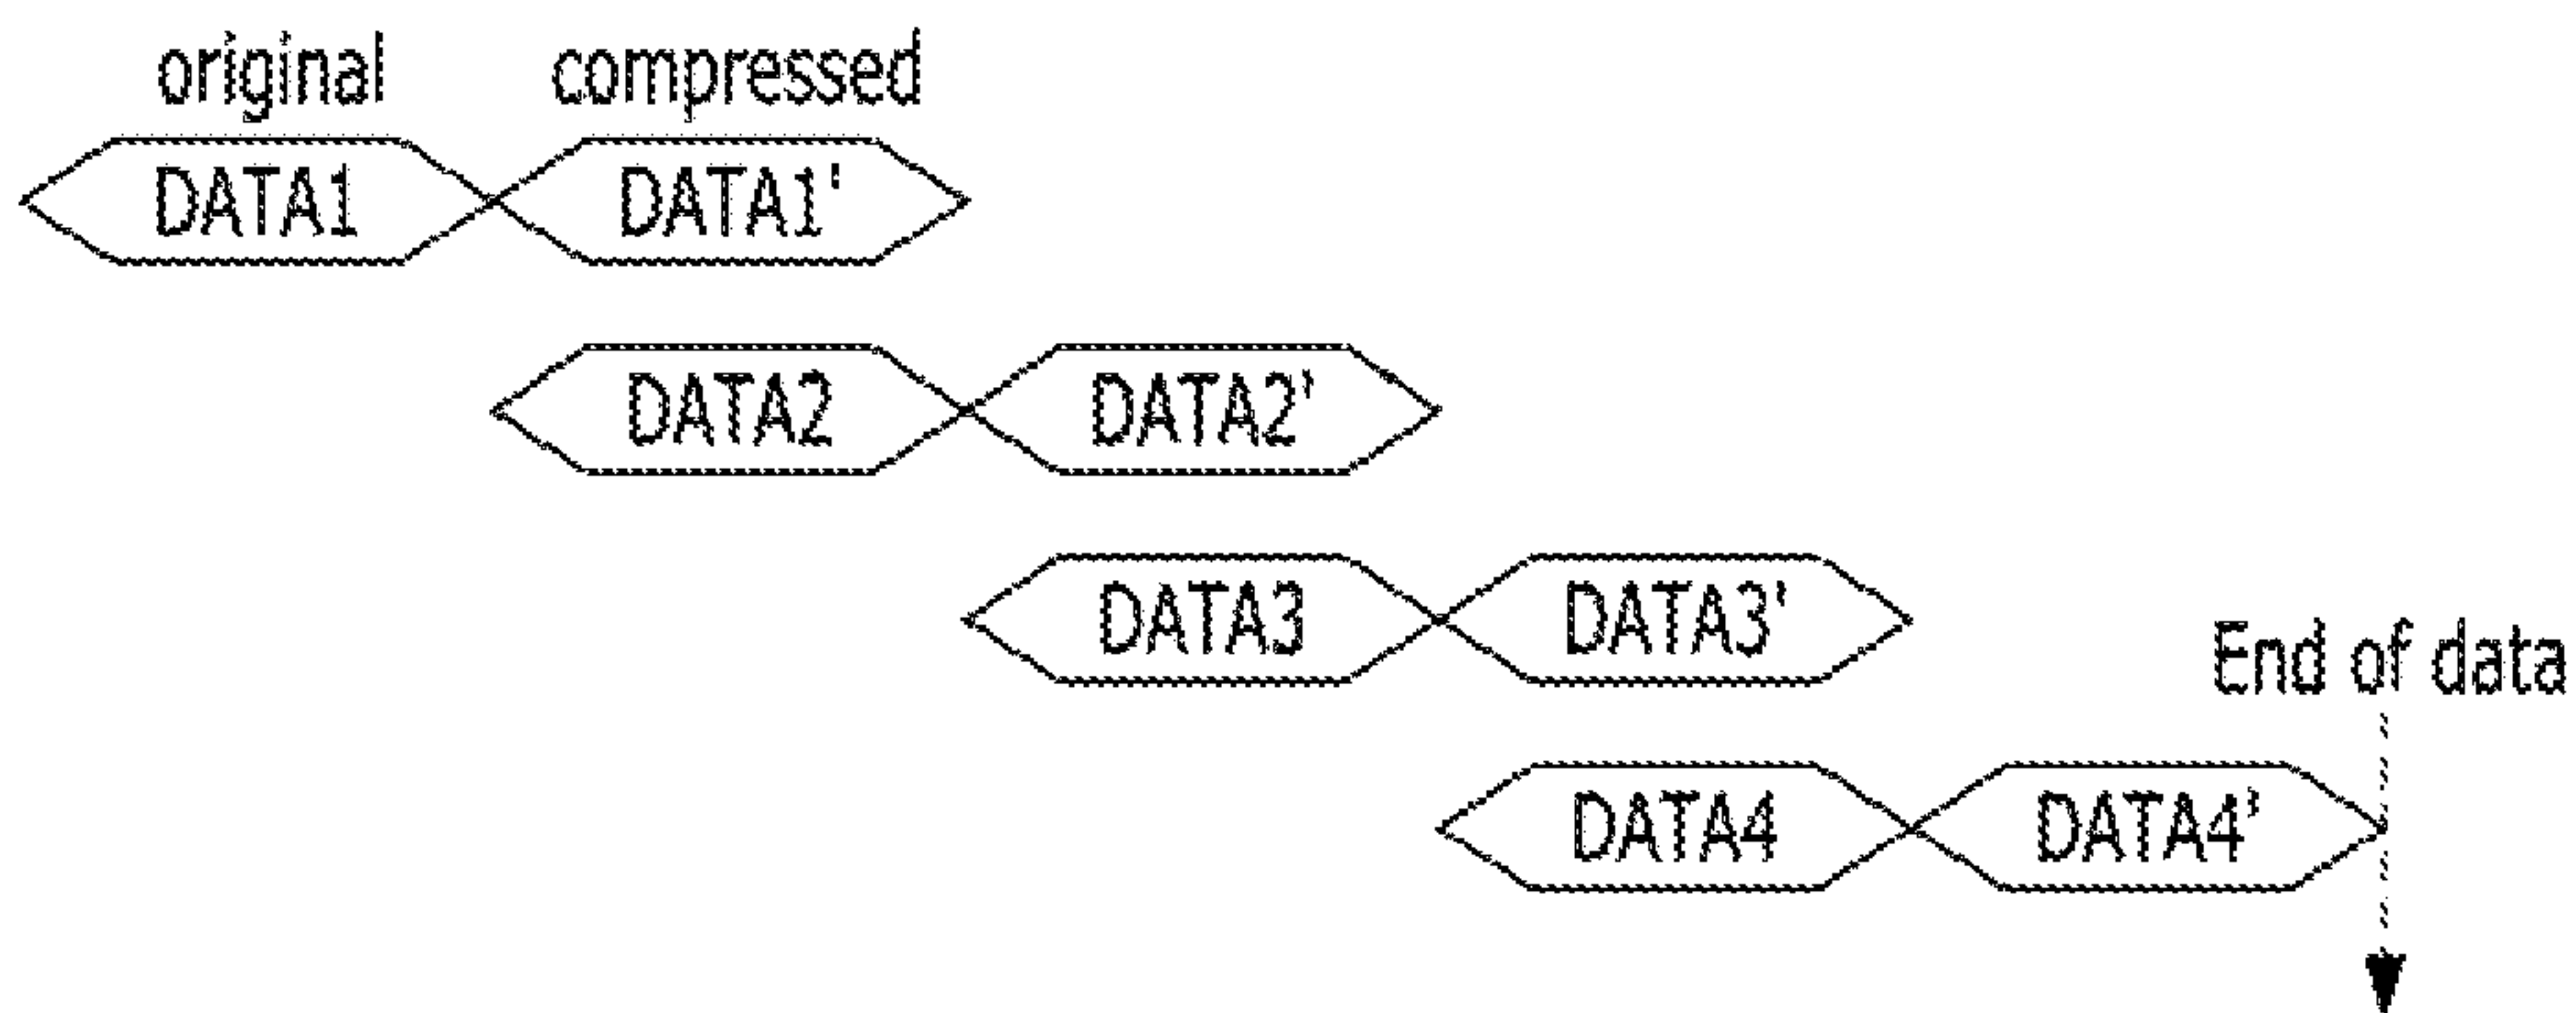 original compressed
DATA1 DATA1'
DATA2 DATA2'
DATA3 DATA3'
End of data
DATA4 DATA4'